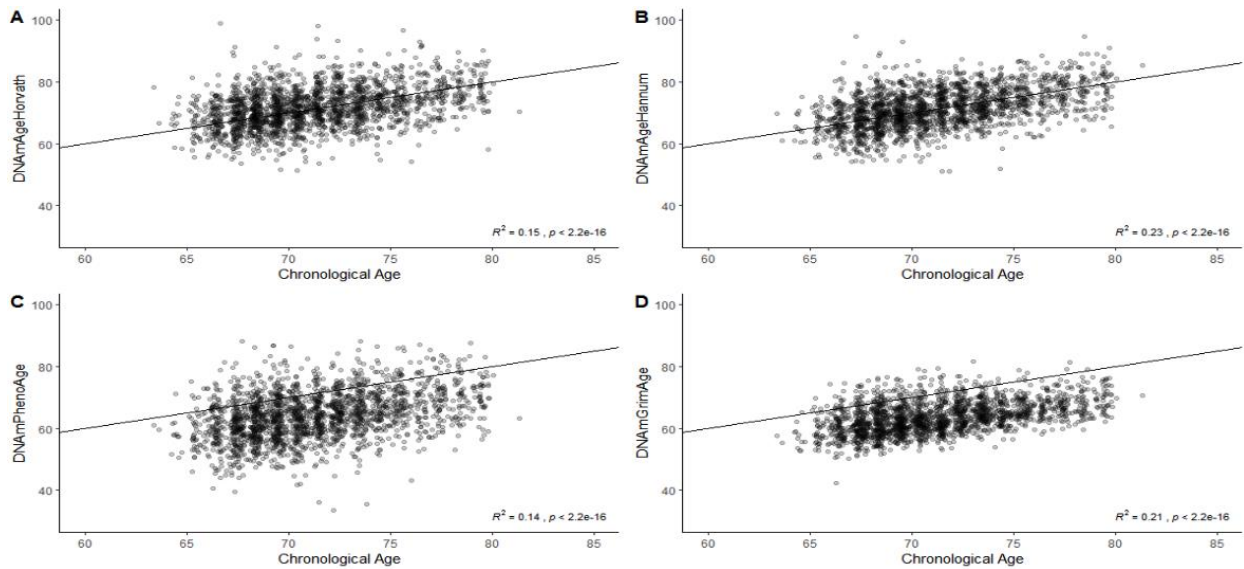 A
100
80
60
40
DNAmAgeHorvath
R² = 0.15 , p < 2.2e-16
60 65 70 75 80 85
Chronological Age
B
100
80
60
40
DNAmAgeHannum
R² = 0.23 , p < 2.2e-16
60 65 70 75 80 85
Chronological Age
C
100
80
60
40
DNAmPhenoAge
R² = 0.14 , p < 2.2e-16
60 65 70 75 80 85
Chronological Age
D
100
80
60
40
DNAmGrimAge
R² = 0.21 , p < 2.2e-16
60 65 70 75 80 85
Chronological Age